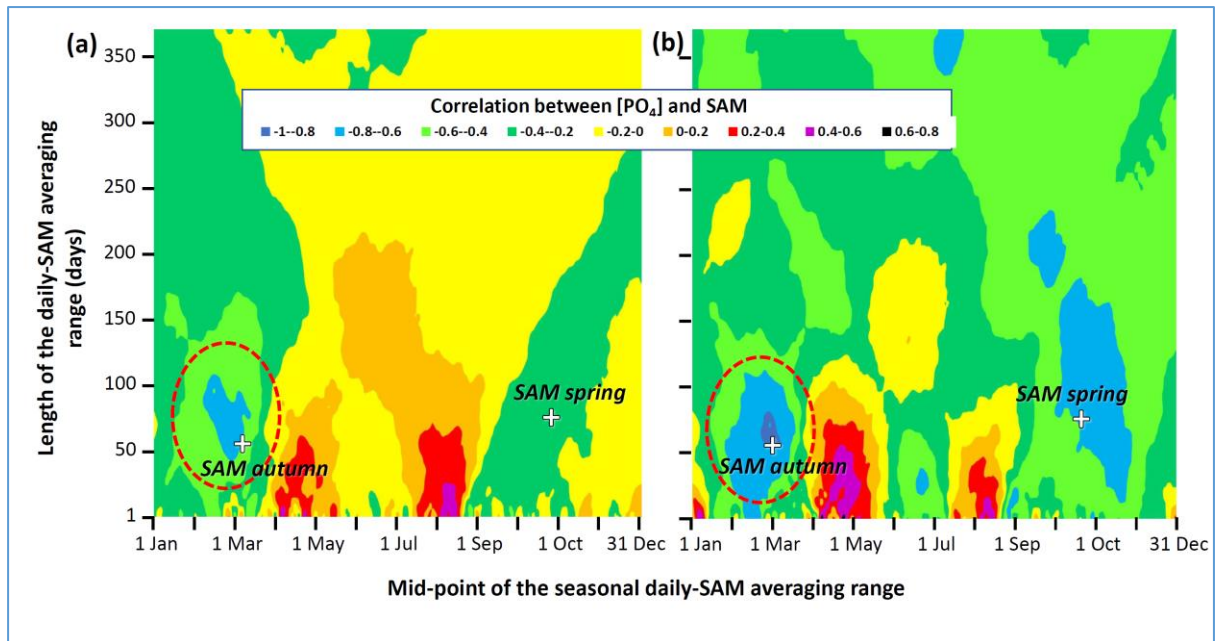 (a)
(b)
Correlation between [PO4] and SAM
-1--0.8 -0.8--0.6 -0.6--0.4 -0.4--0.2 -0.2-0 0-0.2 0.2-0.4 0.4-0.6 0.6-0.8
Length of the daily-SAM averaging
range (days)
350
300
250
200
150
100
50
1
SAM spring
SAM autumn
SAM spring
SAM autumn
1 Jan 1 Mar 1 May 1 Jul 1 Sep 1 Oct 31 Dec
1 Jan 1 Mar 1 May 1 Jul 1 Sep 1 Oct 31 Dec
Mid-point of the seasonal daily-SAM averaging range